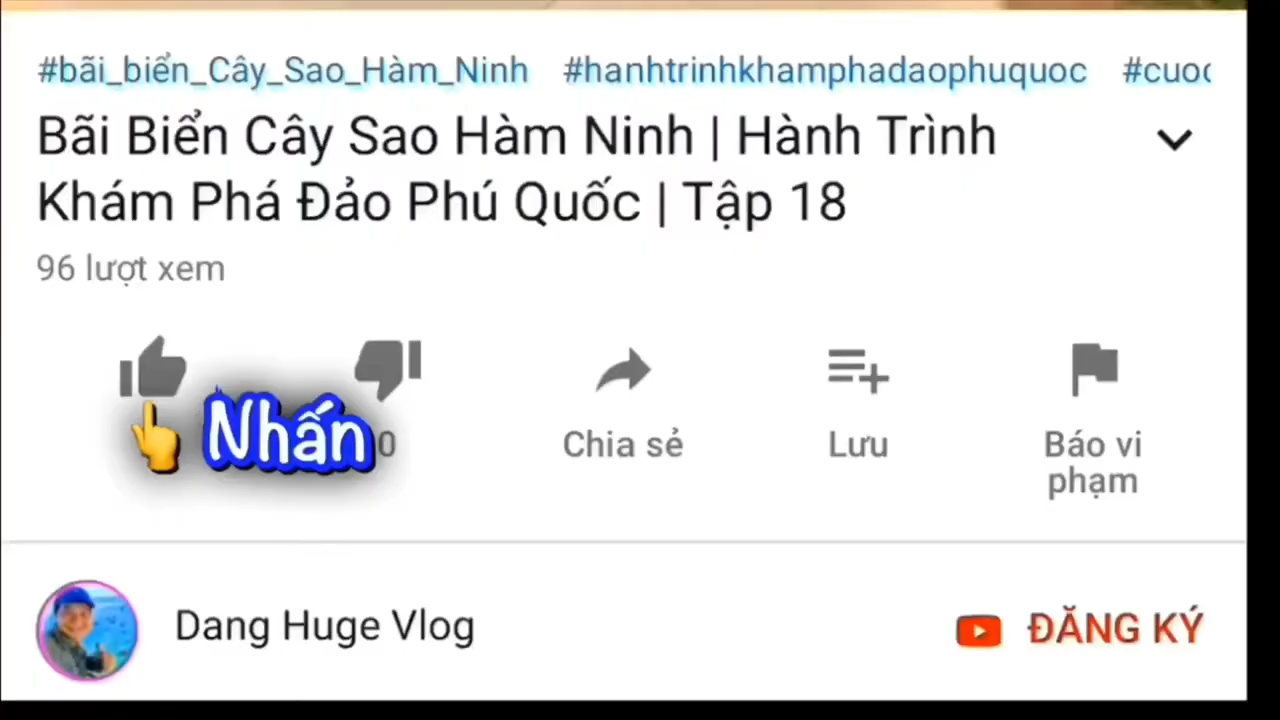 #bãi_biển_Cây_Sao_Hàm_Ninh #hanhtrinhkhamphadaophuquoc #cuoc
Bãi Biển Cây Sao Hàm Ninh | Hành Trình
Khám Phá Đảo Phú Quốc | Tập 18
96 lượt xem
Nhấn 0 Chia sẻ Lưu Báo vi
phạm
Dang Huge Vlog ĐĂNG KÝ